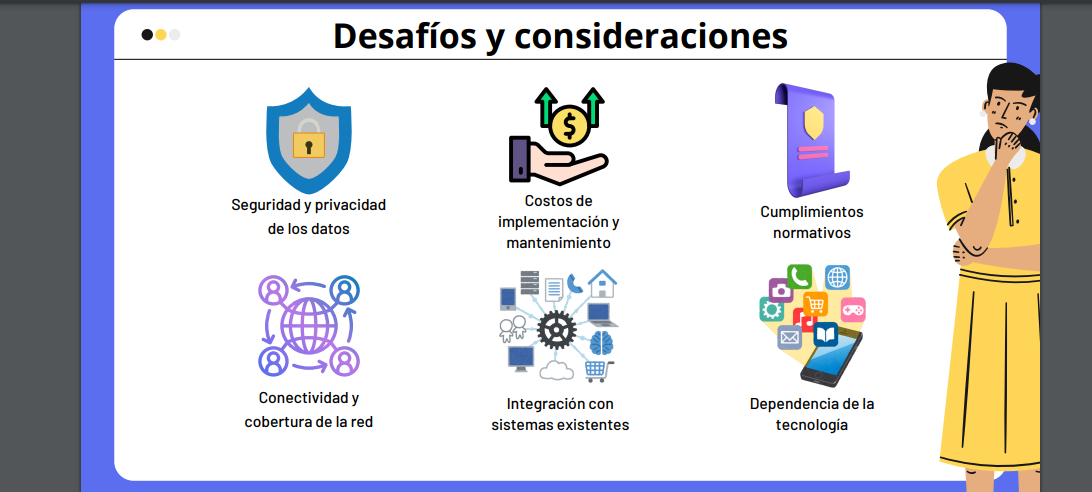 Desafíos y consideraciones
Seguridad y privacidad
de los datos
Costos de
implementación y
mantenimiento
Cumplimientos
normativos
Conectividad y
cobertura de la red
Integración con
sistemas existentes
Dependencia de la
tecnología